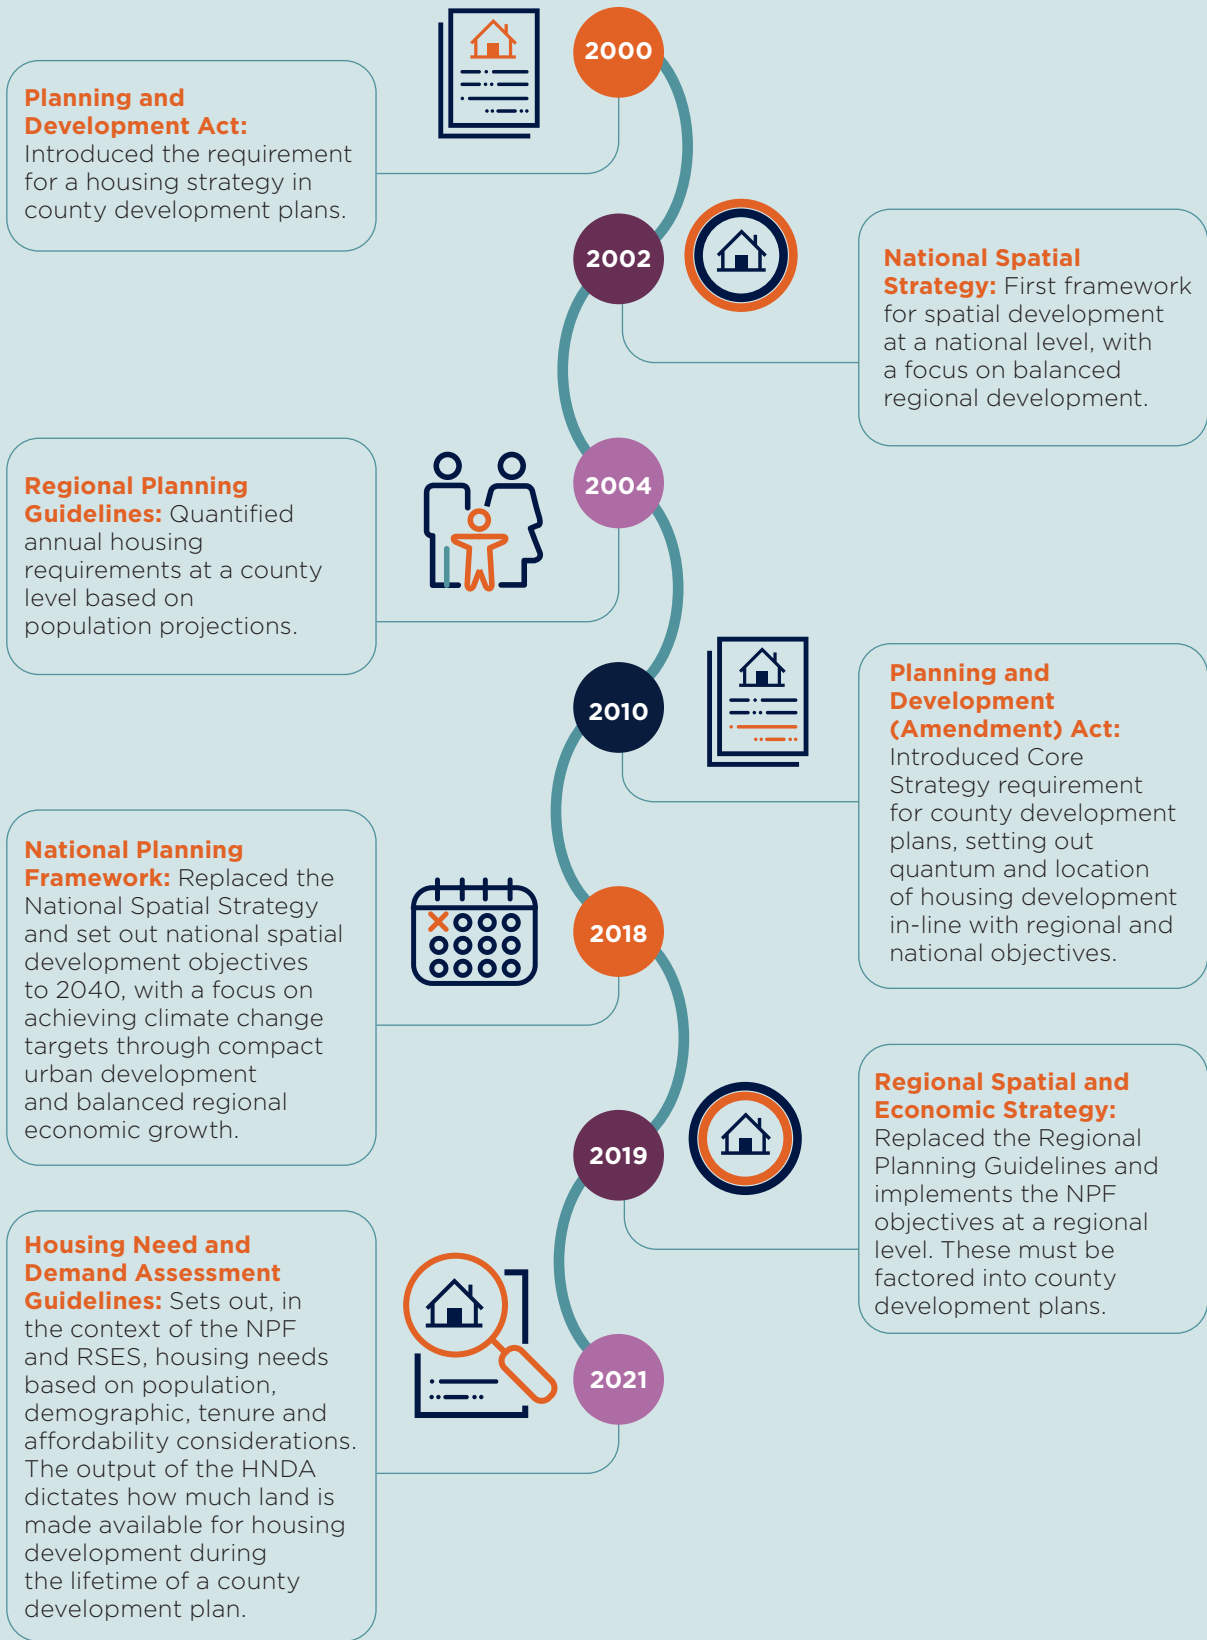 2000
Planning and
Development Act:
Introduced the requirement
for a housing strategy in
county development plans.
2002
National Spatial
Strategy: First framework
for spatial development
at a national level, with
a focus on balanced
regional development.
2004
Regional Planning
Guidelines: Quantified
annual housing
requirements at a county
level based on
population projections.
2010
Planning and
Development
(Amendment) Act:
Introduced Core
Strategy requirement
for county development
plans, setting out
quantum and location
of housing development
in-line with regional and
national objectives.
2018
National Planning
Framework: Replaced the
National Spatial Strategy
and set out national spatial
development objectives
to 2040, with a focus on
achieving climate change
targets through compact
urban development
and balanced regional
economic growth.
2019
Regional Spatial and
Economic Strategy:
Replaced the Regional
Planning Guidelines and
implements the NPF
objectives at a regional
level. These must be
factored into county
development plans.
2021
Housing Need and
Demand Assessment
Guidelines: Sets out, in
the context of the NPF
and RSES, housing needs
based on population,
demographic, tenure and
affordability considerations.
The output of the HNDA
dictates how much land is
made available for housing
development during
the lifetime of a county
development plan.